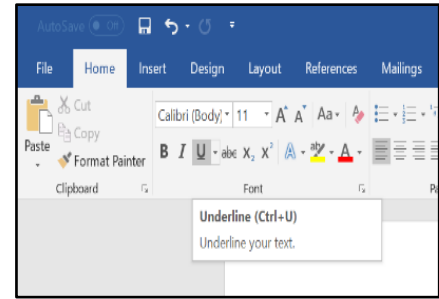 AutoSave Off
File Home Insert Design Layout References Mailings
Cut
Calibri (Body) 11 A A Aa
Copy
Paste
Format Painter
B I U abc X₂ X² A ab A
Clipboard Font
Underline (Ctrl+U)
Underline your text.